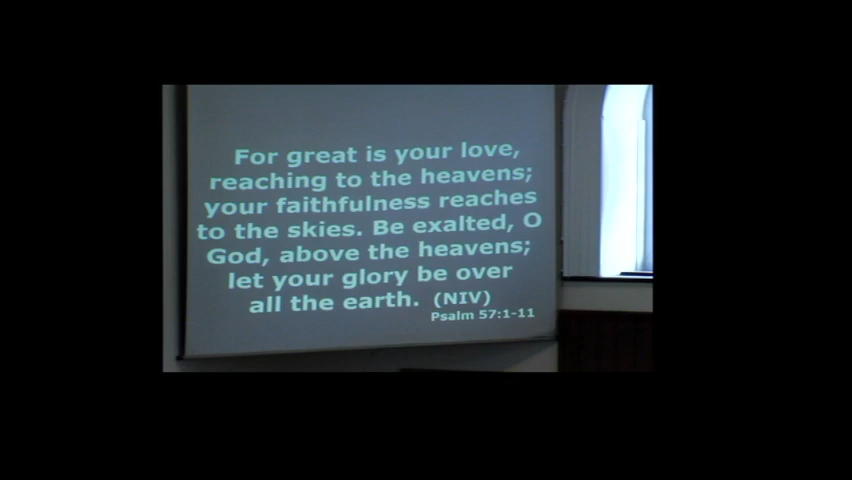 For great is your love,
reaching to the heavens;
your faithfulness reaches
to the skies. Be exalted, O
God, above the heavens;
let your glory be over
all the earth. (NIV)
Psalm 57:1-11